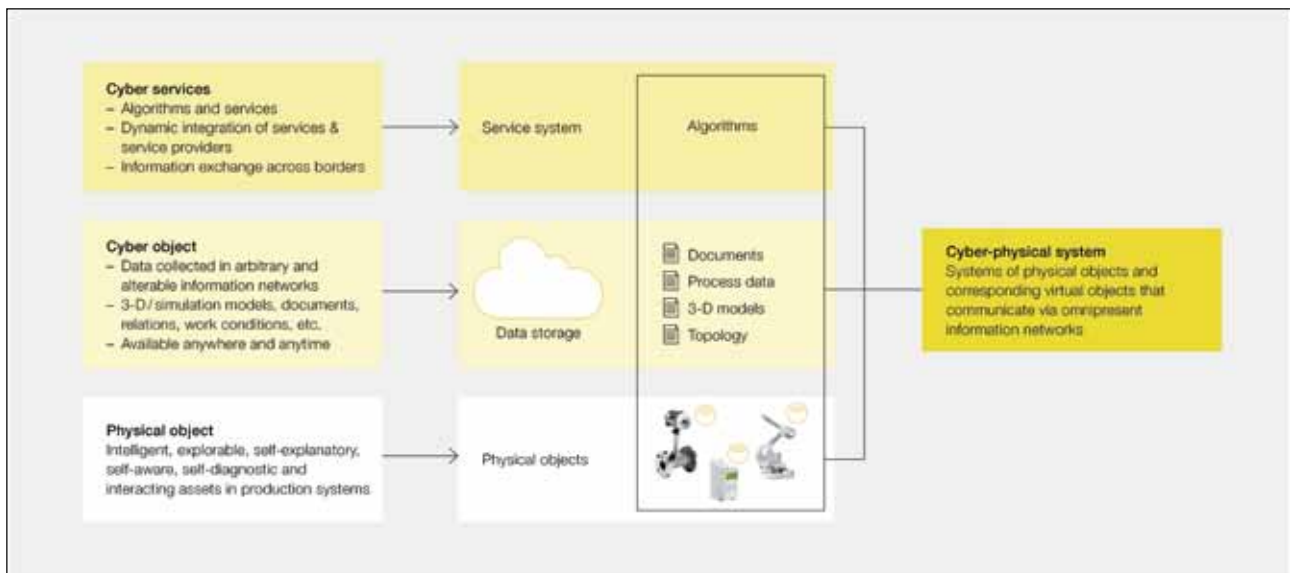 Cyber services
– Algorithms and services
– Dynamic integration of services &
service providers
– Information exchange across borders
Service system
Algorithms
Cyber object
– Data collected in arbitrary and
alterable information networks
– 3-D/simulation models, documents,
relations, work conditions, etc.
– Available anywhere and anytime
Data storage
Documents
Process data
3-D models
Topology
Physical object
Intelligent, explorable, self-explanatory,
self-aware, self-diagnostic and
interacting assets in production systems
Physical objects
Cyber-physical system
Systems of physical objects and
corresponding virtual objects that
communicate via omnipresent
information networks